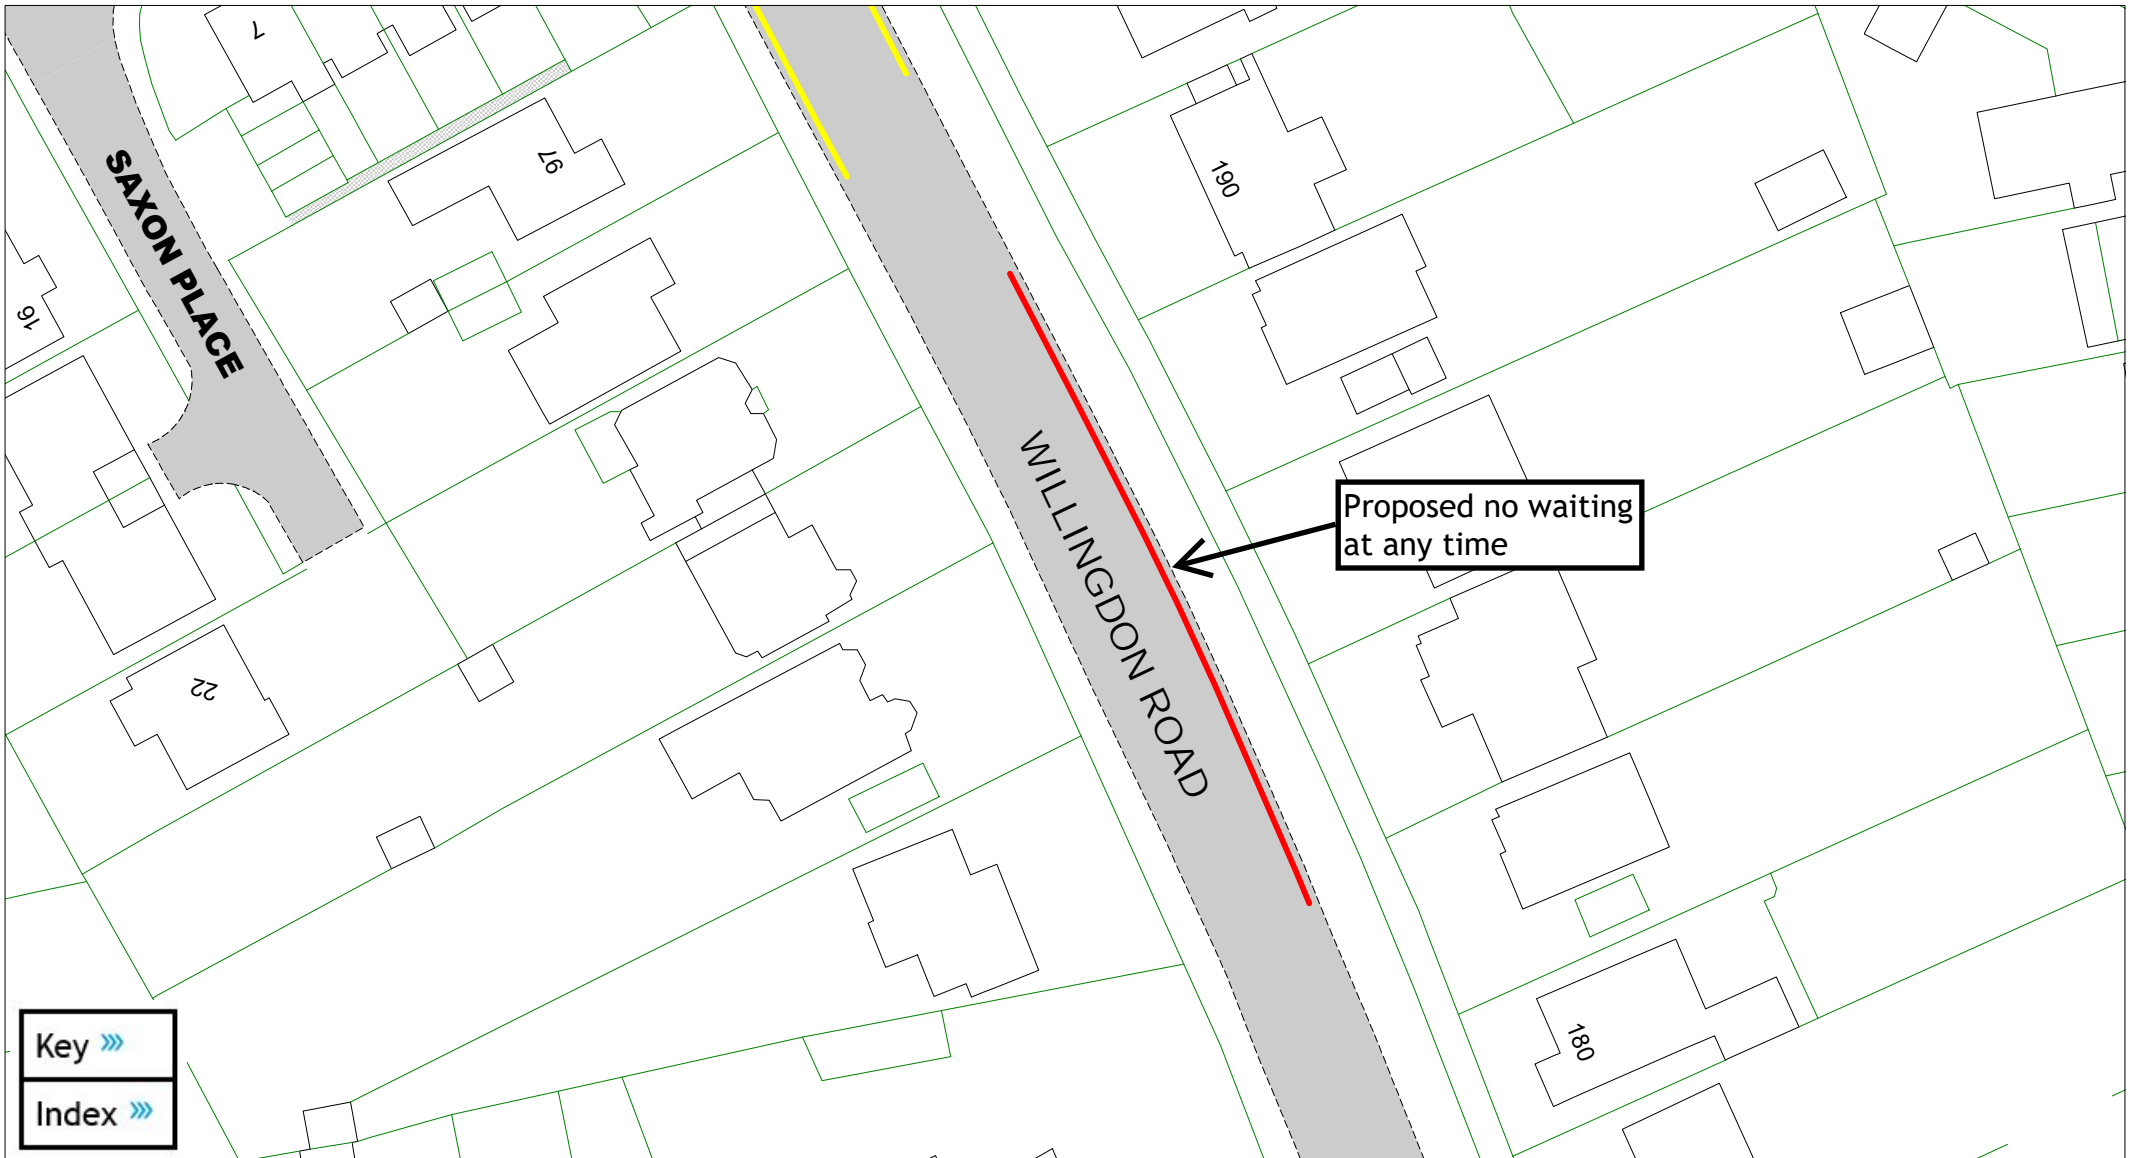 7
97
190
SAXON PLACE
16
WILLINGDON ROAD
Proposed no waiting
at any time
22
180
Key
Index